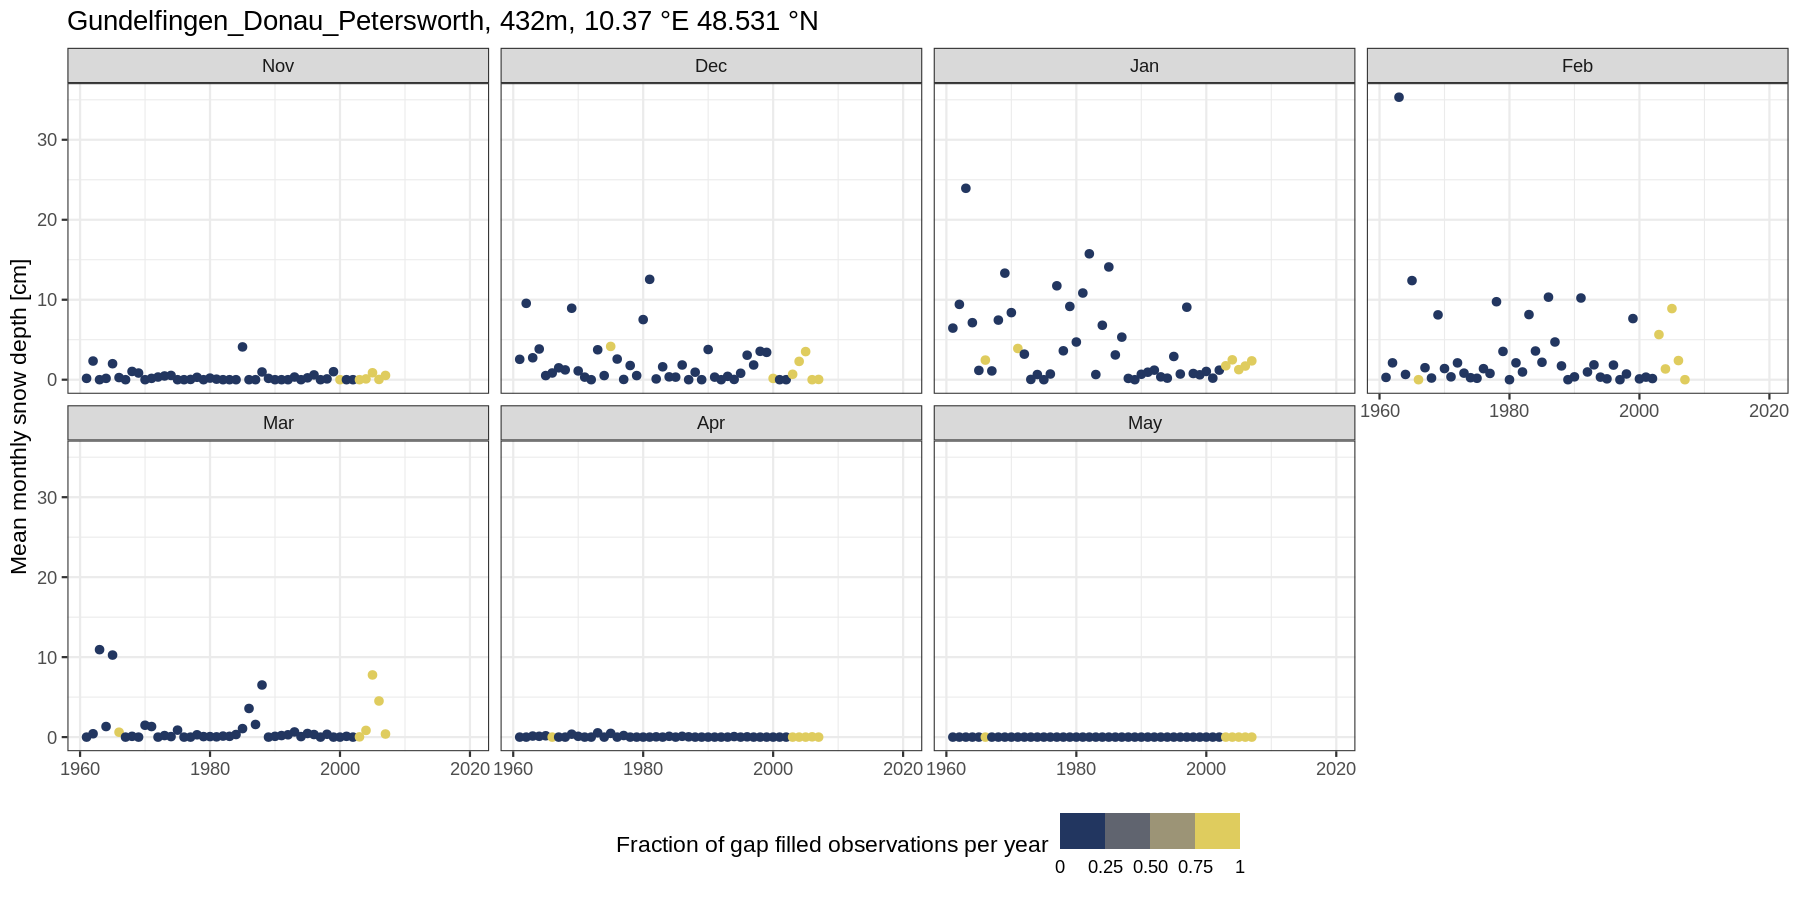 Gundelfingen_Donau_Petersworth, 432m, 10.37 °E 48.531 °N
Nov
Dec
Jan
Feb
30
20
10
0
1960 1980 2000 2020
Mean monthly snow depth [cm]
Mar
Apr
May
30
20
10
0
1960 1980 2000 2020
1960 1980 2000 2020
1960 1980 2000 2020
Fraction of gap filled observations per year
0 0.25 0.50 0.75 1